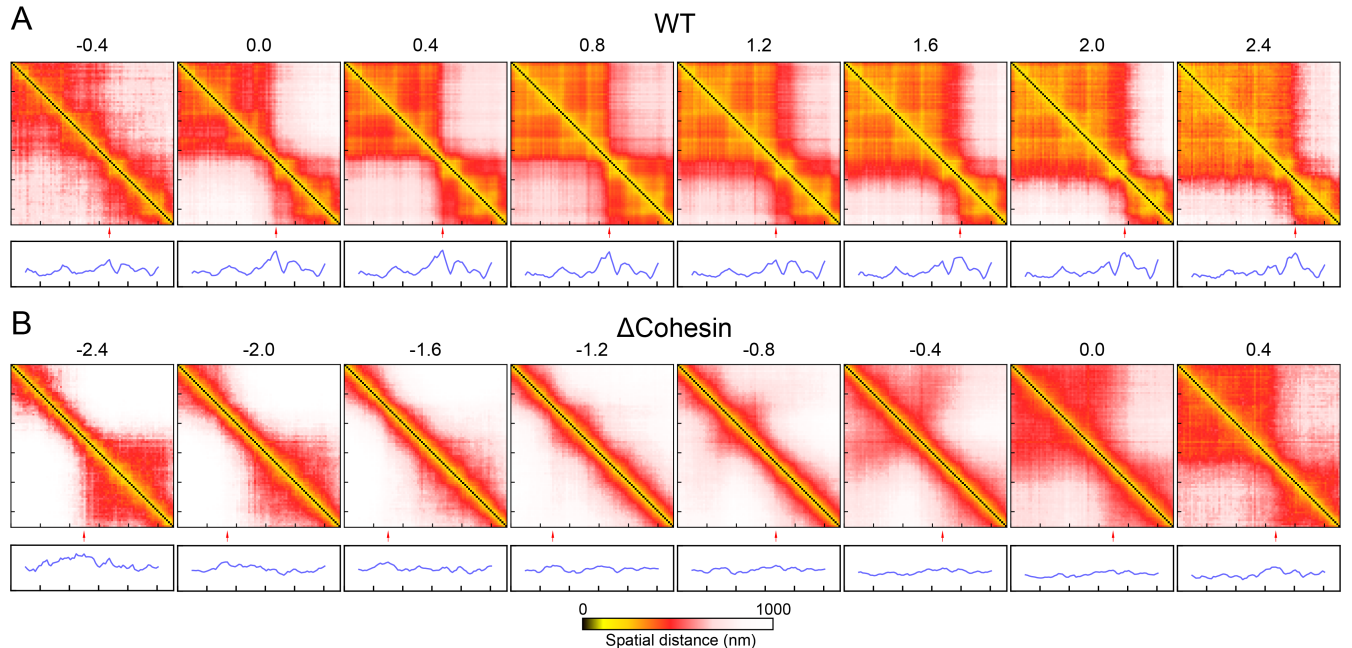 A
WT
-0.4 0.0 0.4 0.8 1.2 1.6 2.0 2.4
B
ΔCohesin
-2.4 -2.0 -1.6 -1.2 -0.8 -0.4 0.0 0.4
0 1000
Spatial distance (nm)